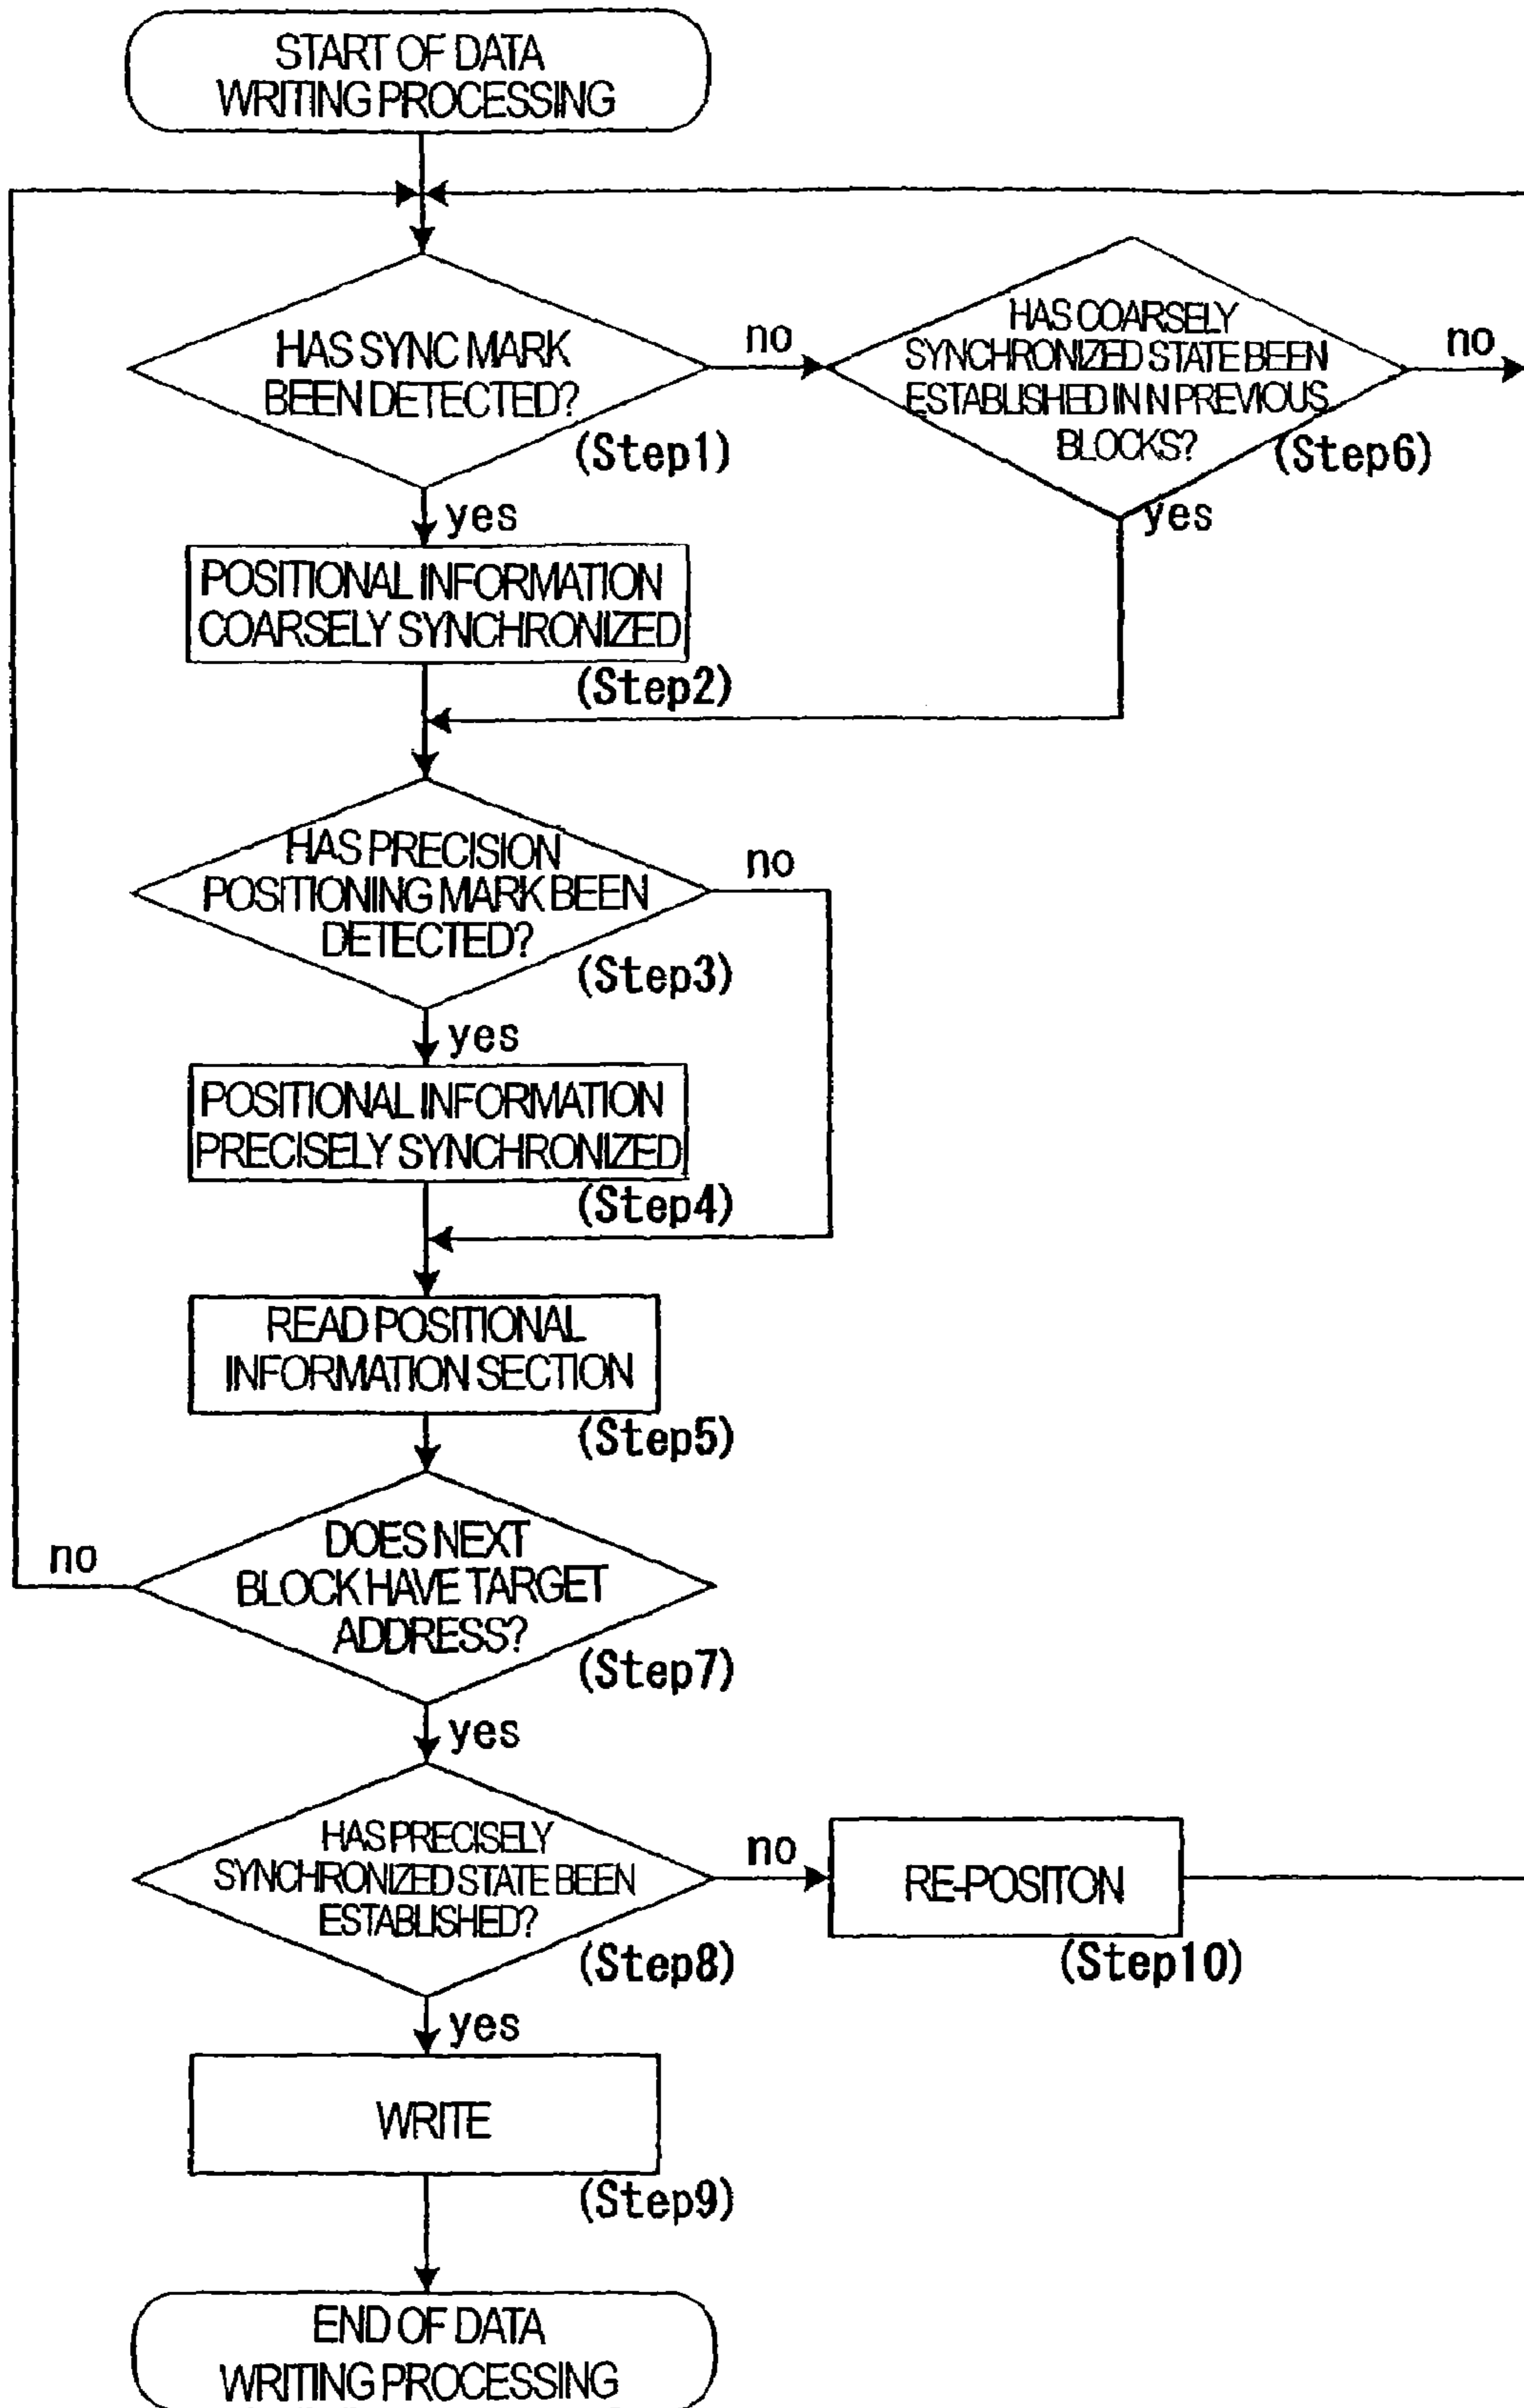 START OF DATA
WRITING PROCESSING
HAS SYNC MARK
BEEN DETECTED?
(Step1)
no
HAS COARSELY
SYNCHRONIZED STATE BEEN
ESTABLISHED IN N PREVIOUS
BLOCKS?
(Step6)
no
yes
yes
POSITIONAL INFORMATION
COARSELY SYNCHRONIZED
(Step2)
HAS PRECISION
POSITIONING MARK BEEN
DETECTED?
(Step3)
no
yes
POSITIONAL INFORMATION
PRECISELY SYNCHRONIZED
(Step4)
READ POSITIONAL
INFORMATION SECTION
(Step5)
DOES NEXT
BLOCK HAVE TARGET
ADDRESS?
(Step7)
no
yes
HAS PRECISELY
SYNCHRONIZED STATE BEEN
ESTABLISHED?
(Step8)
no
RE-POSITON
(Step10)
yes
WRITE
(Step9)
END OF DATA
WRITING PROCESSING